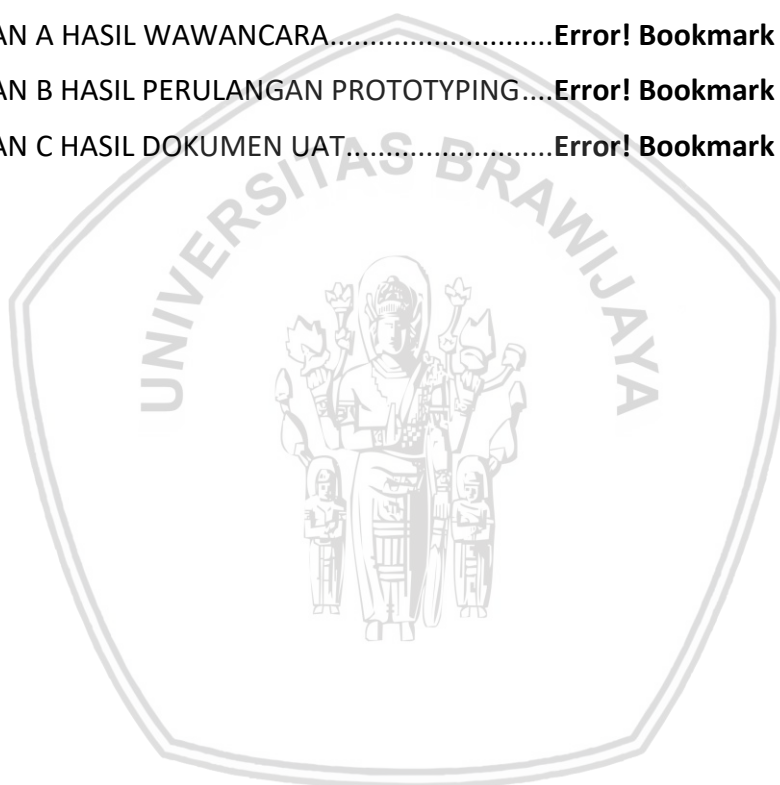 AN A HASIL WAWANCARA............................Error! Bookmark
AN B HASIL PERULANGAN PROTOTYPING....Error! Bookmark
AN C HASIL DOKUMEN UAT..........................Error! Bookmark
UNIVERSITAS BRAWIJAYA